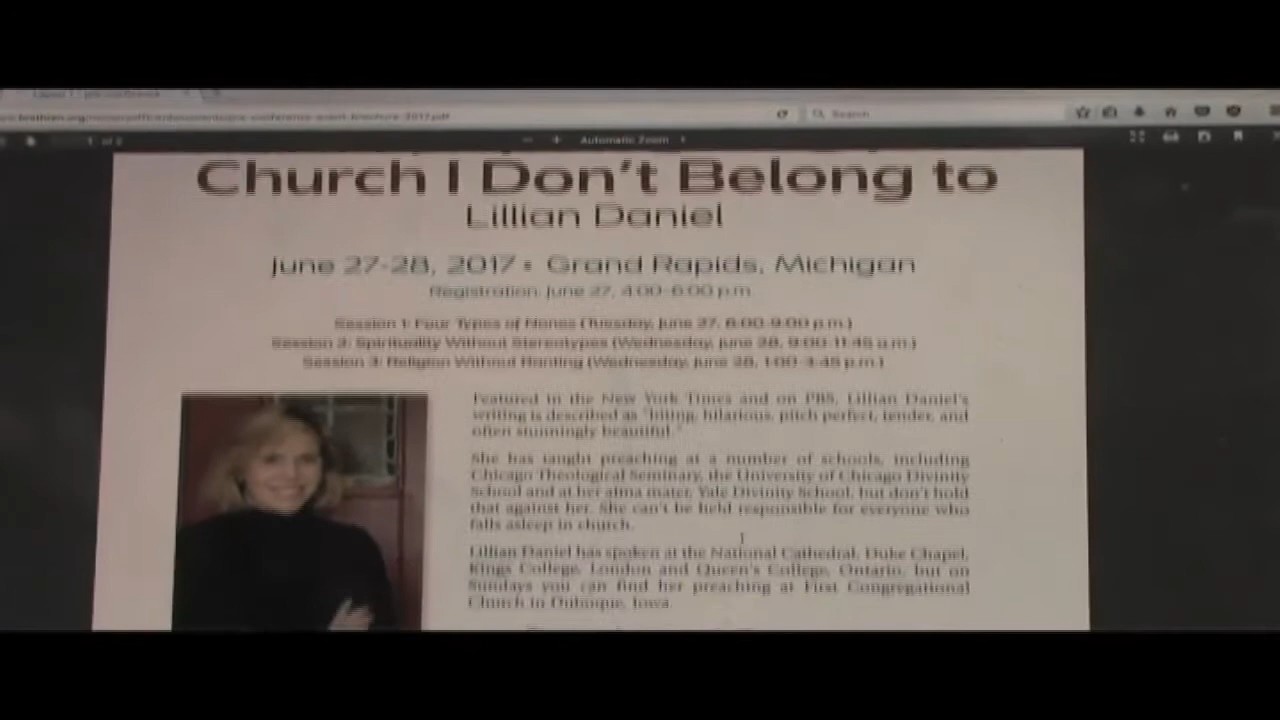 1 of 2
Automatic Zoom
Search
Church I Don't Belong to
Lillian Daniel
June 27-28, 2017 • Grand Rapids, Michigan
Registration: June 27, 4:00-6:00 p.m.
Session 1: Four Types of Nones (Tuesday, June 27, 6:00-9:00 p.m.)
Session 2: Spirituality Without Stereotypes (Wednesday, June 28, 9:00-11:45 a.m.)
Session 3: Religion Without Ranting (Wednesday, June 28, 1:00-3:45 p.m.)
Featured in the New York Times and on PBS, Lillian Daniel's
writing is described as "biting, hilarious, pitch perfect, tender, and
often stunningly beautiful."
She has taught preaching at a number of schools, including
Chicago Theological Seminary, the University of Chicago Divinity
School and at her alma mater, Yale Divinity School, but don't hold
that against her. She can't be held responsible for everyone who
falls asleep in church.
Lillian Daniel has spoken at the National Cathedral, Duke Chapel,
Kings College, London and Queen's College, Ontario, but on
Sundays you can find her preaching at First Congregational
Church in Dubuque, Iowa.